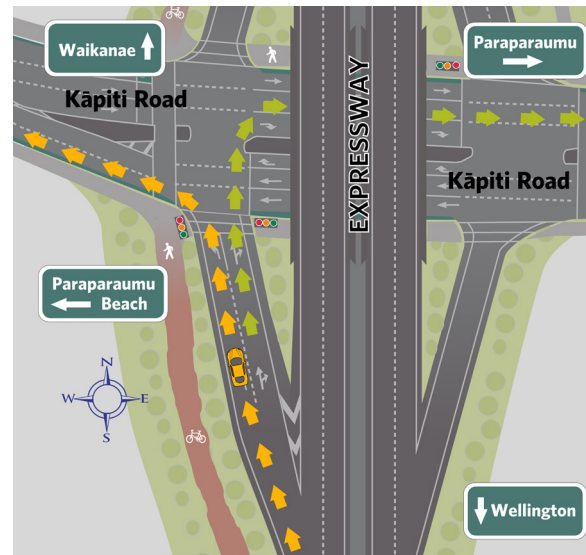 Waikanae
Paraparaumu
Kāpiti Road
EXPRESSWAY
Kāpiti Road
Paraparaumu
Beach
N
W
E
S
Wellington